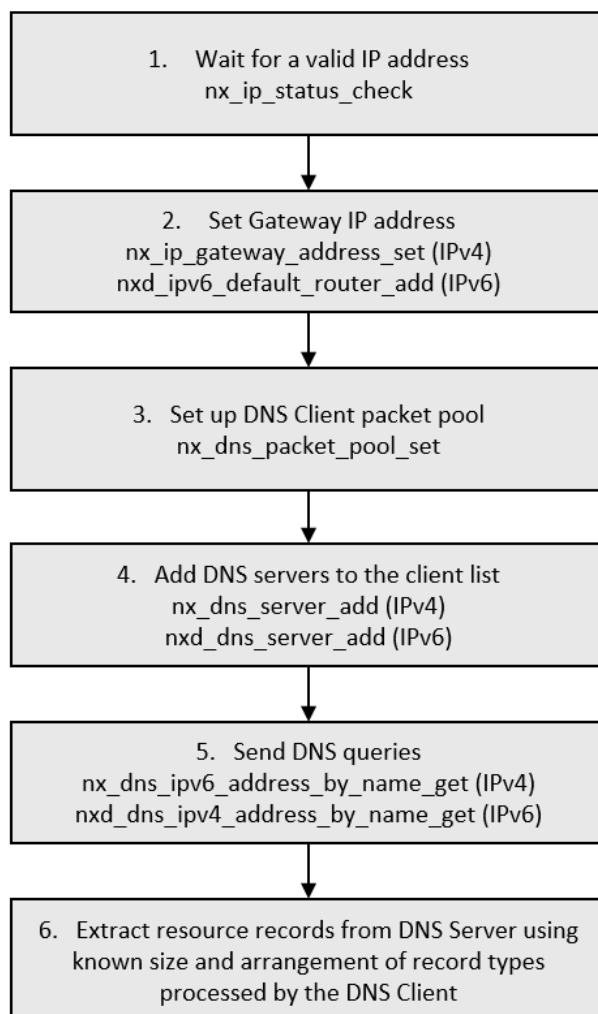 1. Wait for a valid IP address
nx_ip_status_check
2. Set Gateway IP address
nx_ip_gateway_address_set (IPv4)
nxd_ipv6_default_router_add (IPv6)
3. Set up DNS Client packet pool
nx_dns_packet_pool_set
4. Add DNS servers to the client list
nx_dns_server_add (IPv4)
nxd_dns_server_add (IPv6)
5. Send DNS queries
nx_dns_ipv6_address_by_name_get (IPv4)
nxd_dns_ipv4_address_by_name_get (IPv6)
6. Extract resource records from DNS Server using
known size and arrangement of record types
processed by the DNS Client